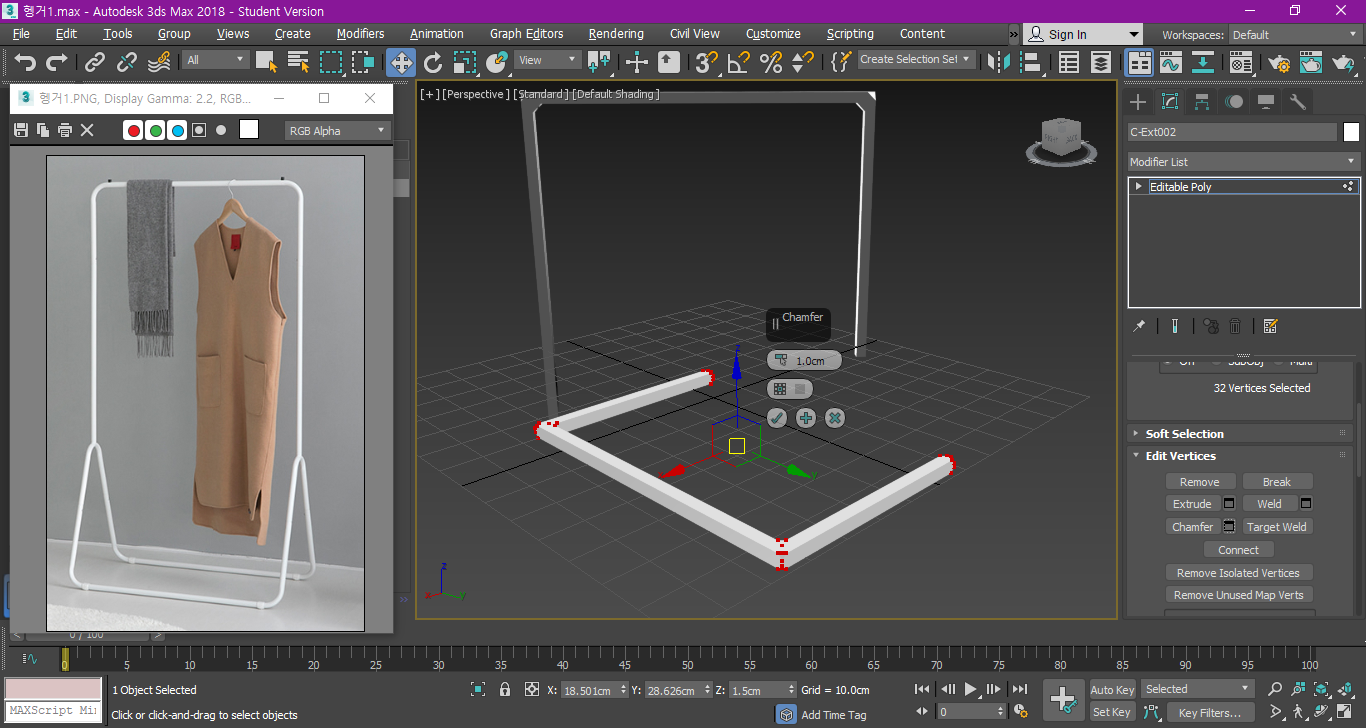 행거1.max - Autodesk 3ds Max 2018 - Student Version
File Edit Tools Group Views Create Modifiers Animation Graph Editors Rendering Civil View Customize Scripting Content » Sign In Workspaces: Default
All View Create Selection Set
행거1.PNG, Display Gamma: 2.2, RGB...
RGB Alpha
[+] [Perspective] [Standard] [Default Shading]
Chamfer
1.0cm
C-Ext002
Modifier List
Editable Poly
32 Vertices Selected
Soft Selection
Edit Vertices
Remove Break
Extrude Weld
Chamfer Target Weld
Connect
Remove Isolated Vertices
Remove Unused Map Verts
z
x y
0 / 100
0 5 10 15 20 25 30 35 40 45 50 55 60 65 70 75 80 85 90 95 100
1 Object Selected X: 18.501cm Y: 28.626cm Z: 1.5cm Grid = 10.0cm Auto Key Selected
MAXScript Mi Click or click-and-drag to select objects Add Time Tag 0 Set Key Key Filters...